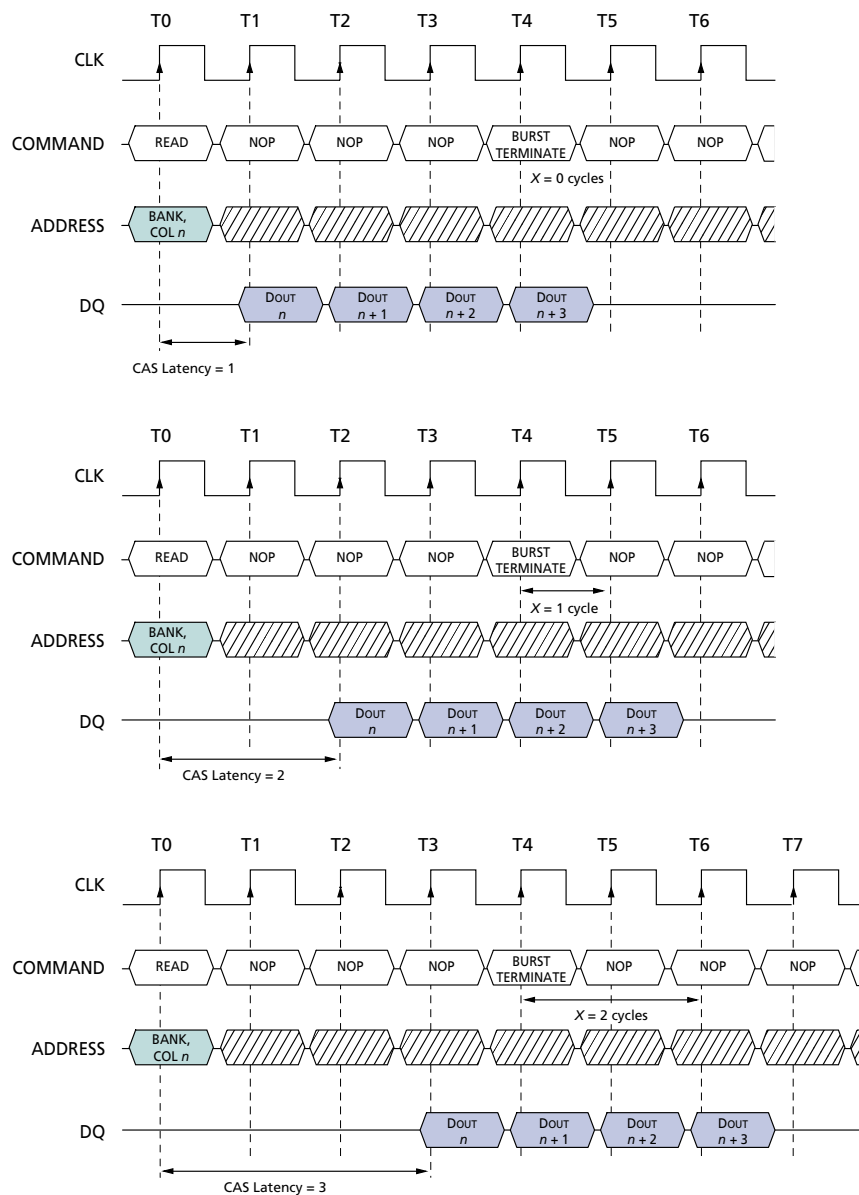 T0 T1 T2 T3 T4 T5 T6
CLK
COMMAND READ NOP NOP NOP BURST TERMINATE NOP NOP
X = 0 cycles
ADDRESS BANK, COL n
DQ DOUT n DOUT n + 1 DOUT n + 2 DOUT n + 3
CAS Latency = 1
T0 T1 T2 T3 T4 T5 T6
CLK
COMMAND READ NOP NOP NOP BURST TERMINATE NOP NOP
X = 1 cycle
ADDRESS BANK, COL n
DQ DOUT n DOUT n + 1 DOUT n + 2 DOUT n + 3
CAS Latency = 2
T0 T1 T2 T3 T4 T5 T6 T7
CLK
COMMAND READ NOP NOP NOP BURST TERMINATE NOP NOP NOP
X = 2 cycles
ADDRESS BANK, COL n
DQ DOUT n DOUT n + 1 DOUT n + 2 DOUT n + 3
CAS Latency = 3